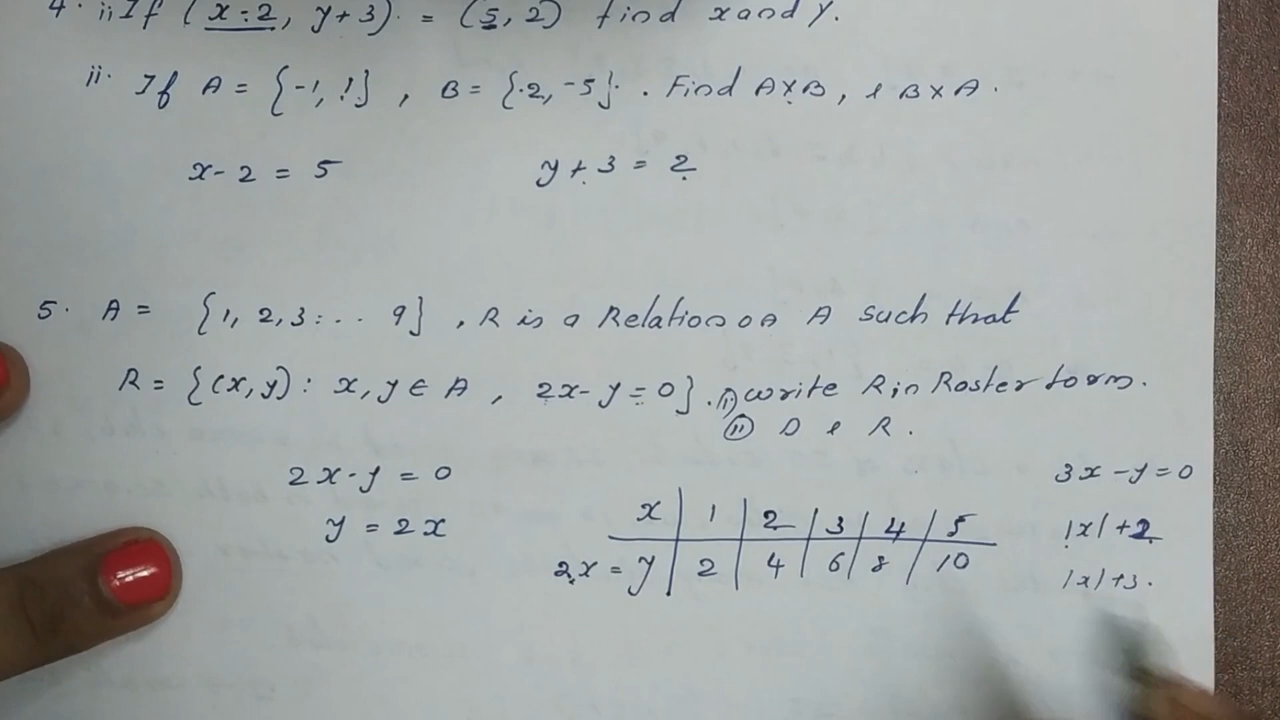 4. i) If (x-2, y+3) = (5, 2) find x and y.
ii. If A = {-1, 1}, B = {2, -5}. Find A×B, & B×A.
x-2 = 5 y+3 = 2
5. A = {1, 2, 3... 9}, R is a Relation on A such that
R = {(x,y): x, y ∈ A, 2x-y=0}. i) write R in Roster form.
ii) D & R.
2x-y = 0
y = 2x
x 1 2 3 4 5
2x = y 2 4 6 8 10
3x-y=0
|x|+2
|x|+3.